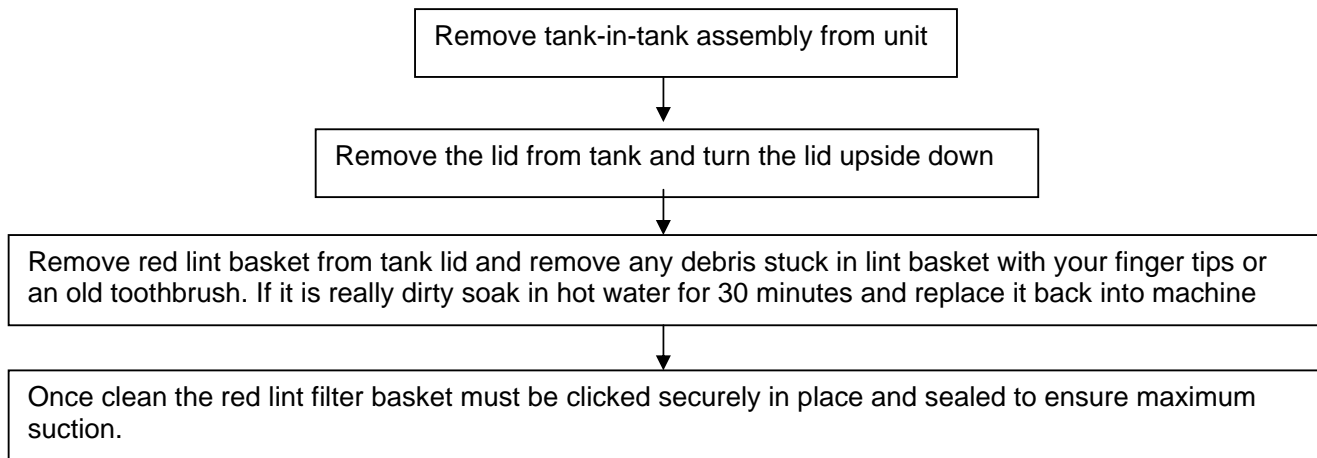 Remove tank-in-tank assembly from unit
Remove the lid from tank and turn the lid upside down
Remove red lint basket from tank lid and remove any debris stuck in lint basket with your finger tips or
an old toothbrush. If it is really dirty soak in hot water for 30 minutes and replace it back into machine
Once clean the red lint filter basket must be clicked securely in place and sealed to ensure maximum
suction.